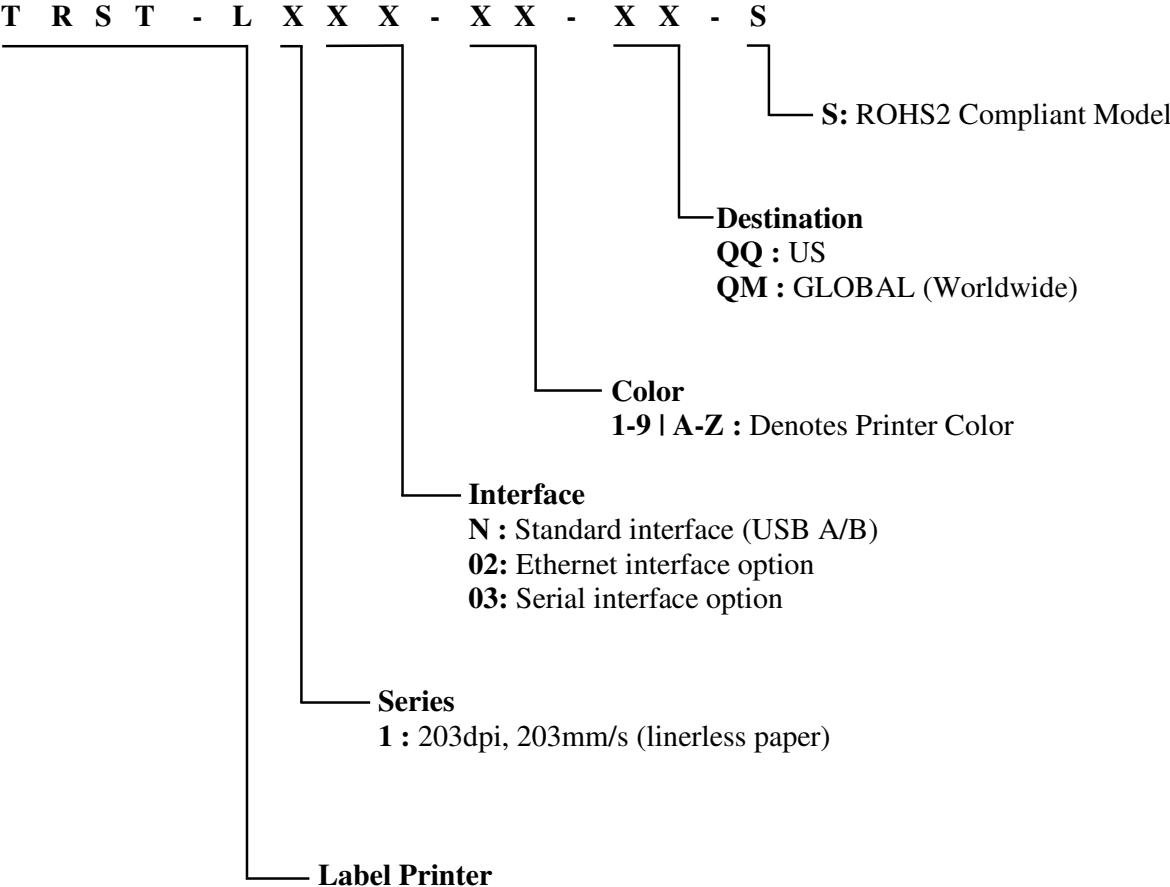 T R S T - L X X X - X X - X X - S
S: ROHS2 Compliant Model
Destination
QQ : US
QM : GLOBAL (Worldwide)
Color
1-9 | A-Z : Denotes Printer Color
Interface
N : Standard interface (USB A/B)
02: Ethernet interface option
03: Serial interface option
Series
1 : 203dpi, 203mm/s (linerless paper)
Label Printer